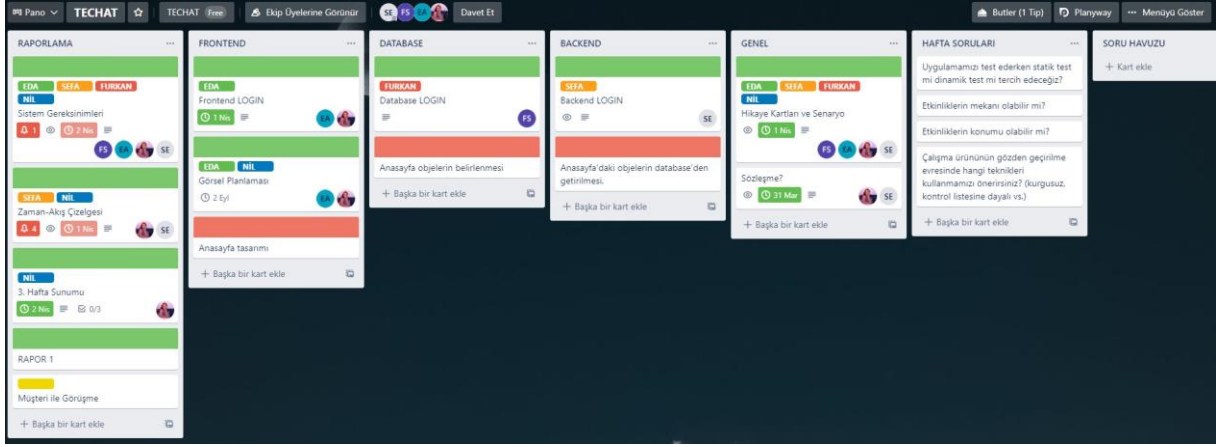 Pano
TECHAT
TECHAT Free
Ekip Üyelerine Görünür
SE FS EA
Davet Et
Butler (1 Tip)
Planyway
Menüyü Göster
RAPORLAMA
EDA SEFA FURKAN
NİL
Sistem Gereksinimleri
1 2 Nis
FS EA SE
SEFA NİL
Zaman-Akış Çizelgesi
4 1 Nis
SE
NİL
3. Hafta Sunumu
2 Nis 0/3
RAPOR 1
Müşteri ile Görüşme
+ Başka bir kart ekle
FRONTEND
EDA
Frontend LOGIN
1 Nis
EA
EDA NİL
Görsel Planlaması
2 Eyl
EA
Anasayfa tasarımı
+ Başka bir kart ekle
DATABASE
FURKAN
Database LOGIN
FS
Anasayfa objelerin belirlenmesi
+ Başka bir kart ekle
BACKEND
SEFA
Backend LOGIN
SE
Anasayfa'daki objelerin database'den
getirilmesi.
+ Başka bir kart ekle
GENEL
EDA SEFA FURKAN
NİL
Hikaye Kartları ve Senaryo
1 Nis
FS EA SE
Sözleşme?
31 Mar
SE
+ Başka bir kart ekle
HAFTA SORULARI
Uygulamamızı test ederken statik test
mi dinamik test mi tercih edeceğiz?
Etkinliklerin mekanı olabilir mi?
Etkinliklerin konumu olabilir mi?
Çalışma ürününün gözden geçirilme
evresinde hangi teknikleri
kullanmamızı önerirsiniz? (kurgusuz,
kontrol listesine dayalı vs.)
+ Başka bir kart ekle
SORU HAVUZU
+ Kart ekle